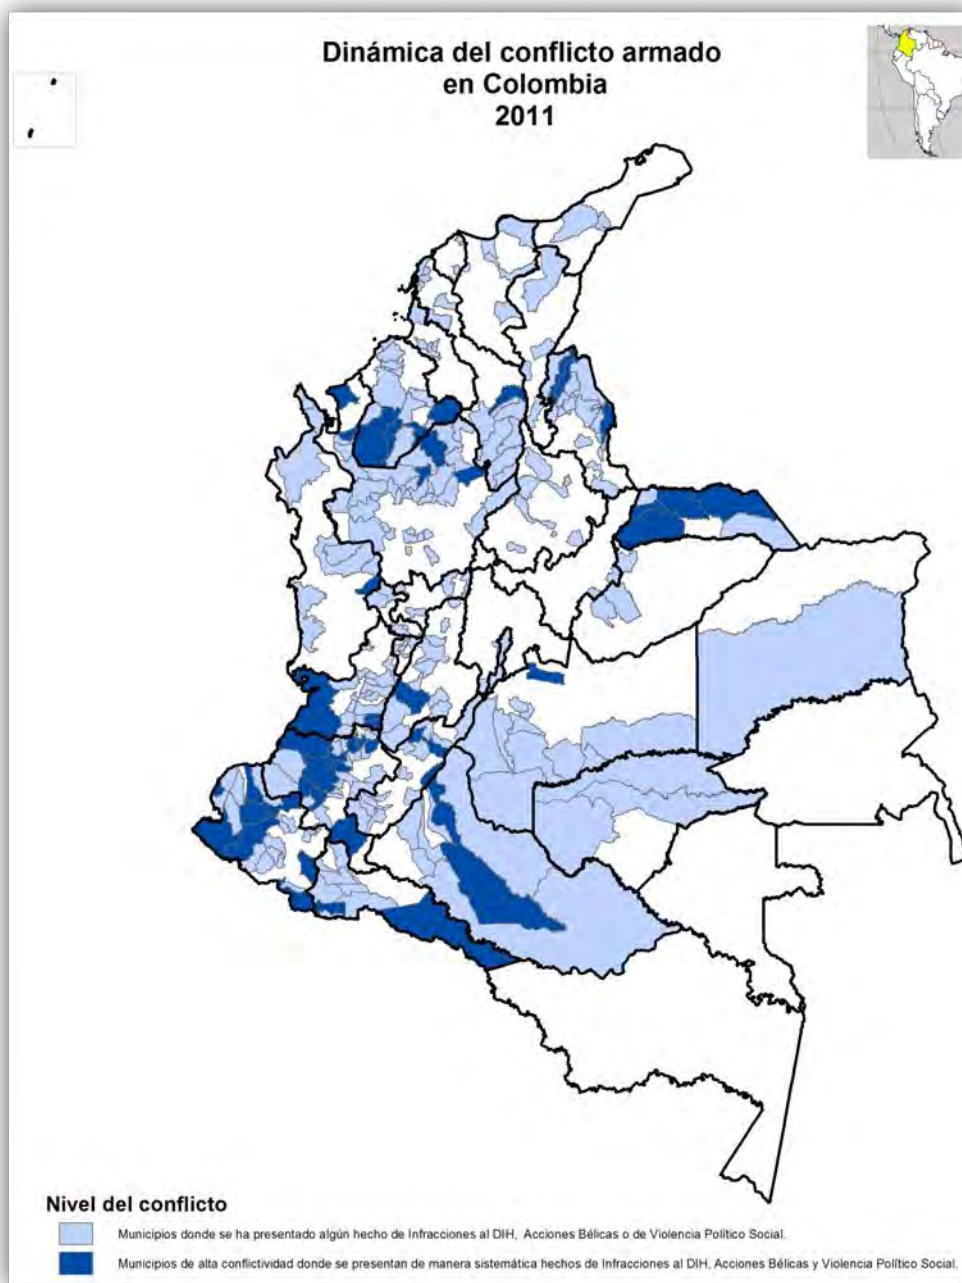 Dinámica del conflicto armado
en Colombia
2011
Nivel del conflicto
Municipios donde se ha presentado algún hecho de Infracciones al DIH, Acciones Bélicas o de Violencia Político Social.
Municipios de alta conflictividad donde se presentan de manera sistemática hechos de Infracciones al DIH, Acciones Bélicas y Violencia Político Social.